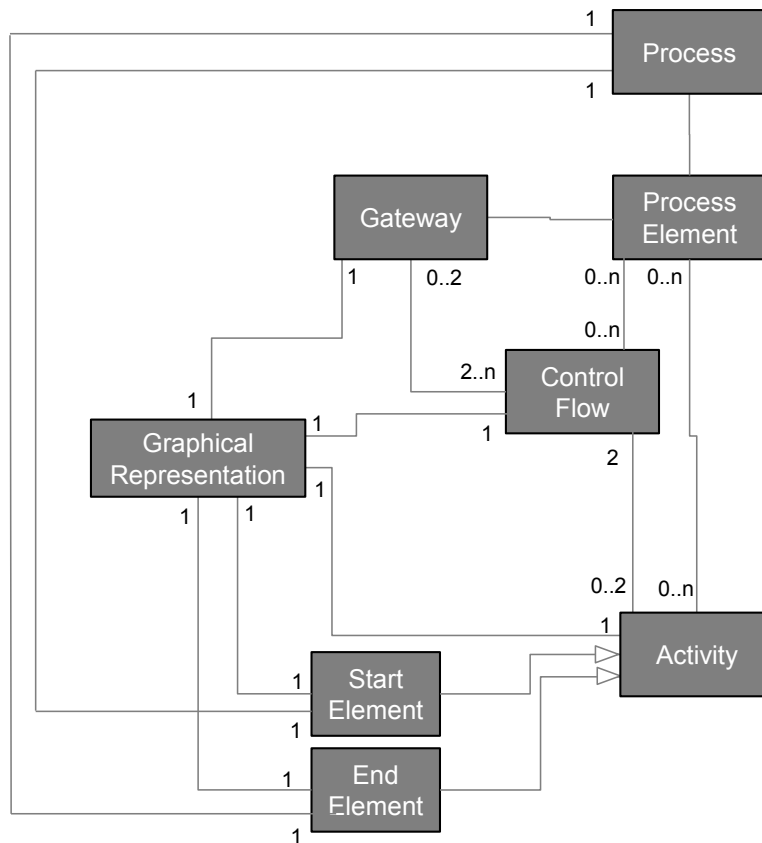 1
Process
1
Gateway
Process
Element
1
0..2
0..n
0..n
0..n
2..n
Control
Flow
1
1
1
2
Graphical
Representation
1
1
1
0..2
0..n
1
Activity
1
Start
Element
1
1
End
Element
1